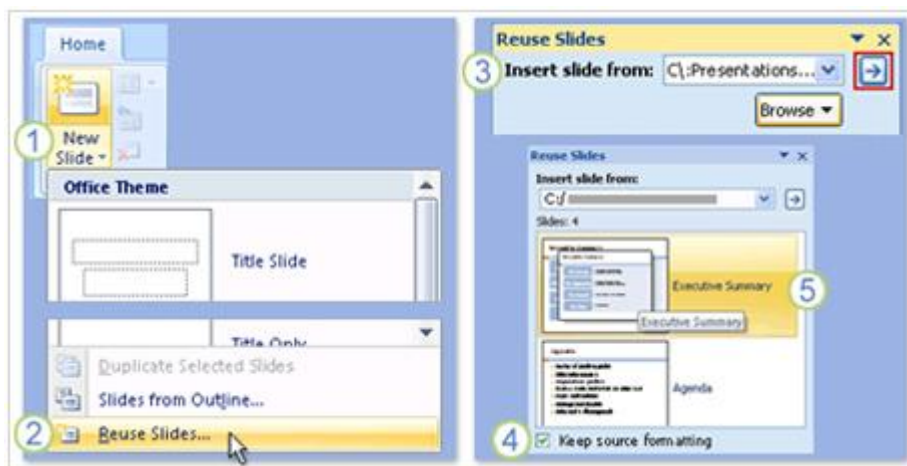 Home
1
New
Slide
Office Theme
Title Slide
Title Only
Duplicate Selected Slides
Slides from Outline...
2
Reuse Slides...
Reuse Slides
3
Insert slide from:
C\:Presentations...
Browse
Reuse Slides
Insert slide from:
C:/
Slides: 4
Executive Summary
5
Executive Summary
Agenda
4
Keep source formatting